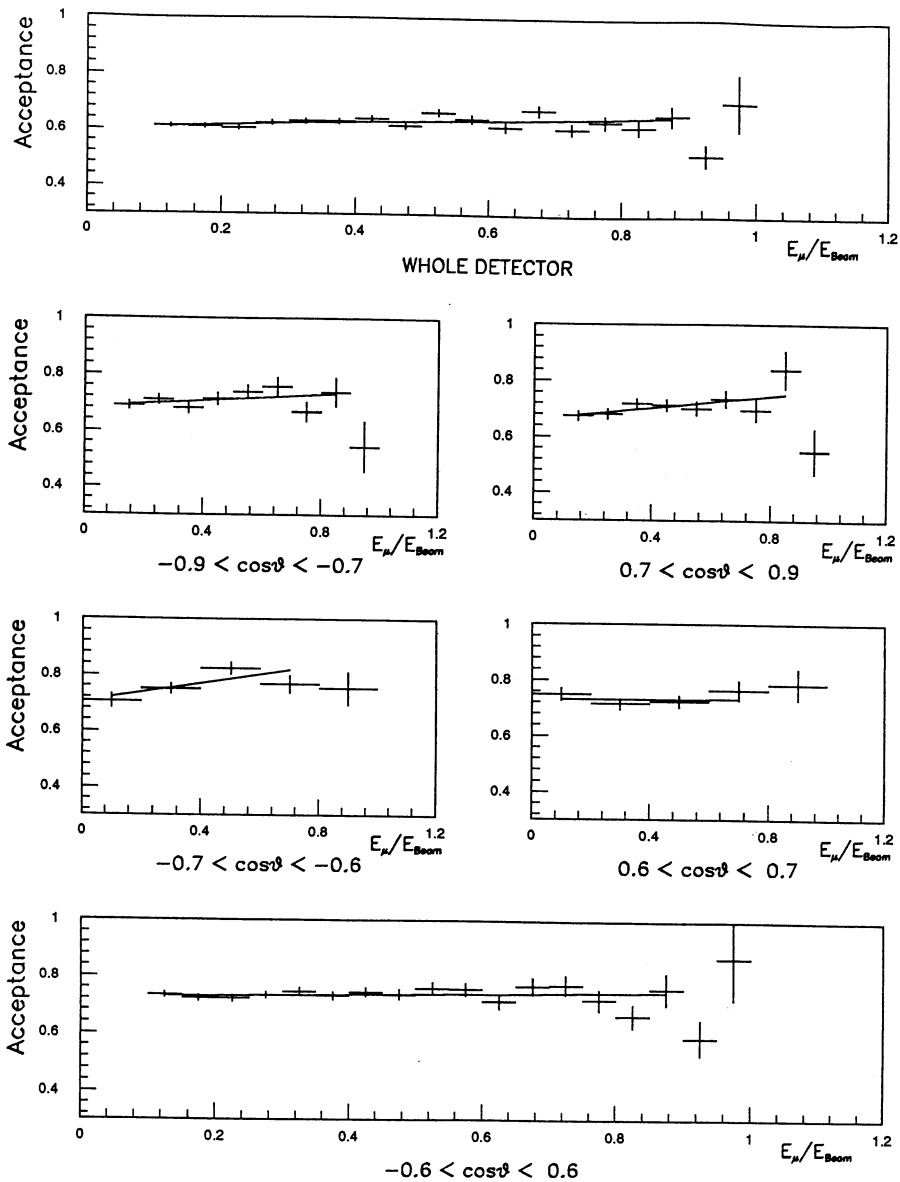 1
0.8
0.6
0.4
Acceptance
0 0.2 0.4 0.6 0.8 1 1.2
E_μ/E_Beam
WHOLE DETECTOR
1
0.8
0.6
0.4
Acceptance
0 0.4 0.8 1.2
E_μ/E_Beam
−0.9 < cosϑ < −0.7
1
0.8
0.6
0.4
0 0.4 0.8 1.2
E_μ/E_Beam
0.7 < cosϑ < 0.9
1
0.8
0.6
0.4
Acceptance
0 0.4 0.8 1.2
E_μ/E_Beam
−0.7 < cosϑ < −0.6
1
0.8
0.6
0.4
0 0.4 0.8 1.2
E_μ/E_Beam
0.6 < cosϑ < 0.7
1
0.8
0.6
0.4
Acceptance
0 0.2 0.4 0.6 0.8 1 1.2
E_μ/E_Beam
−0.6 < cosϑ < 0.6